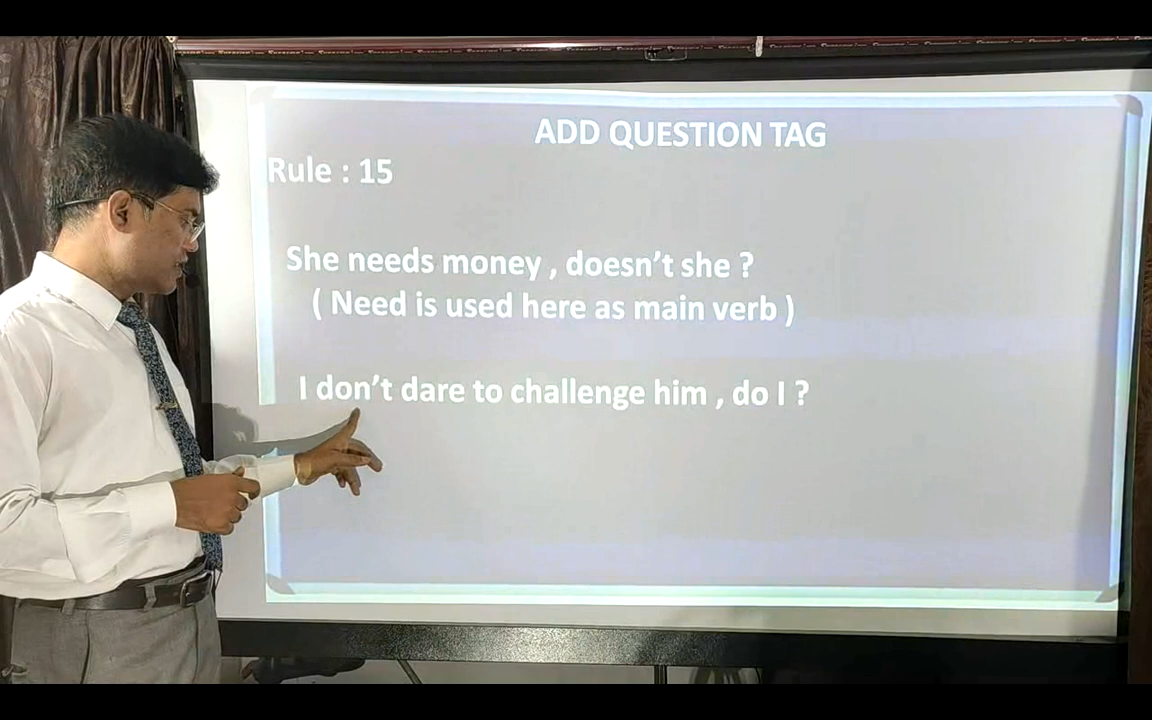 ADD QUESTION TAG
Rule : 15
She needs money , doesn't she ?
( Need is used here as main verb )
I don't dare to challenge him , do I ?